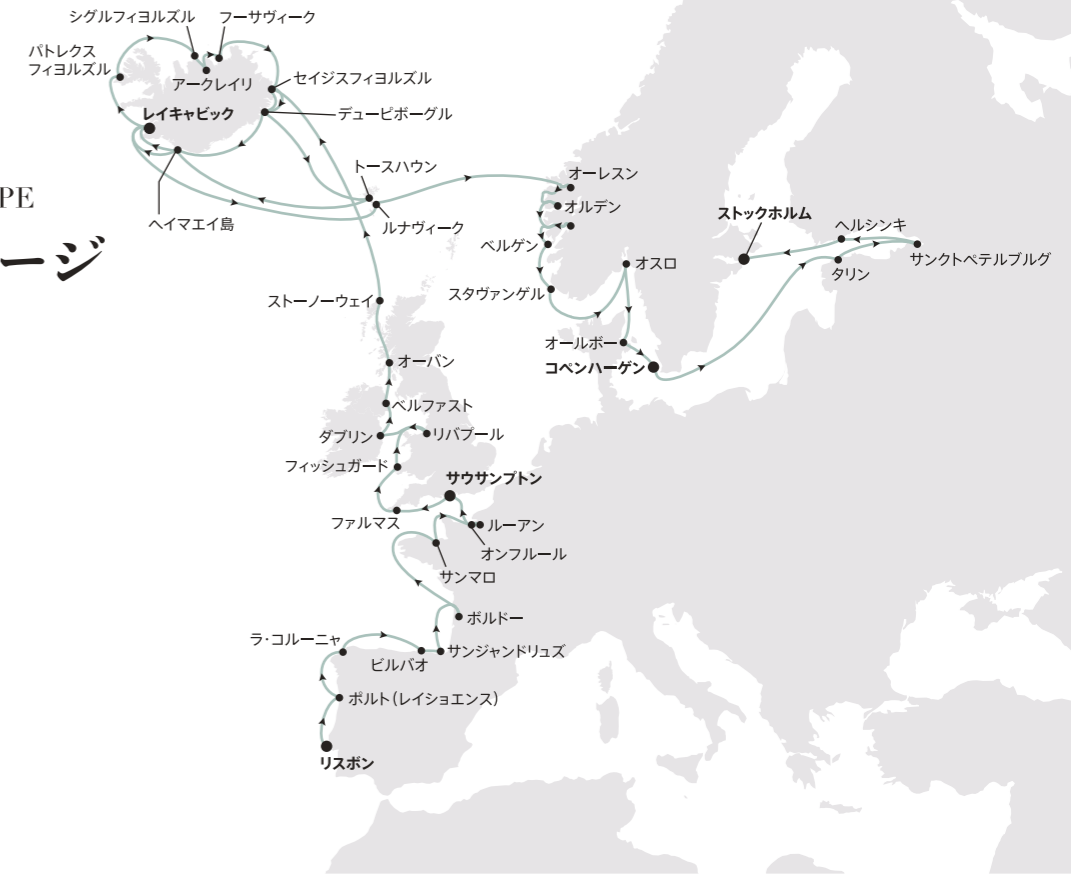 シグルフィヨルズル
フーサヴィーク
パトレクス
フィヨルズル
アークレイリ
セイジスフィヨルズル
レイキャビック
デューピボーグル
トースハウン
オーレスン
PE
オルデン
ストックホルム
ヘイマエイ島
ルナヴィーク
ヘルシンキ
ージ
ベルゲン
サンクトペテルブルグ
オスロ
タリン
スタヴァンゲル
ストーノーウェイ
オールボー
オーバン
コペンハーゲン
ベルファスト
ダブリン
リバプール
フィッシュガード
サウサンプトン
ファルマス
ルーアン
オンフルール
サンマロ
ボルドー
ラ・コルーニャ
サンジャンドリュズ
ビルバオ
ポルト(レイショエンス)
リスボン